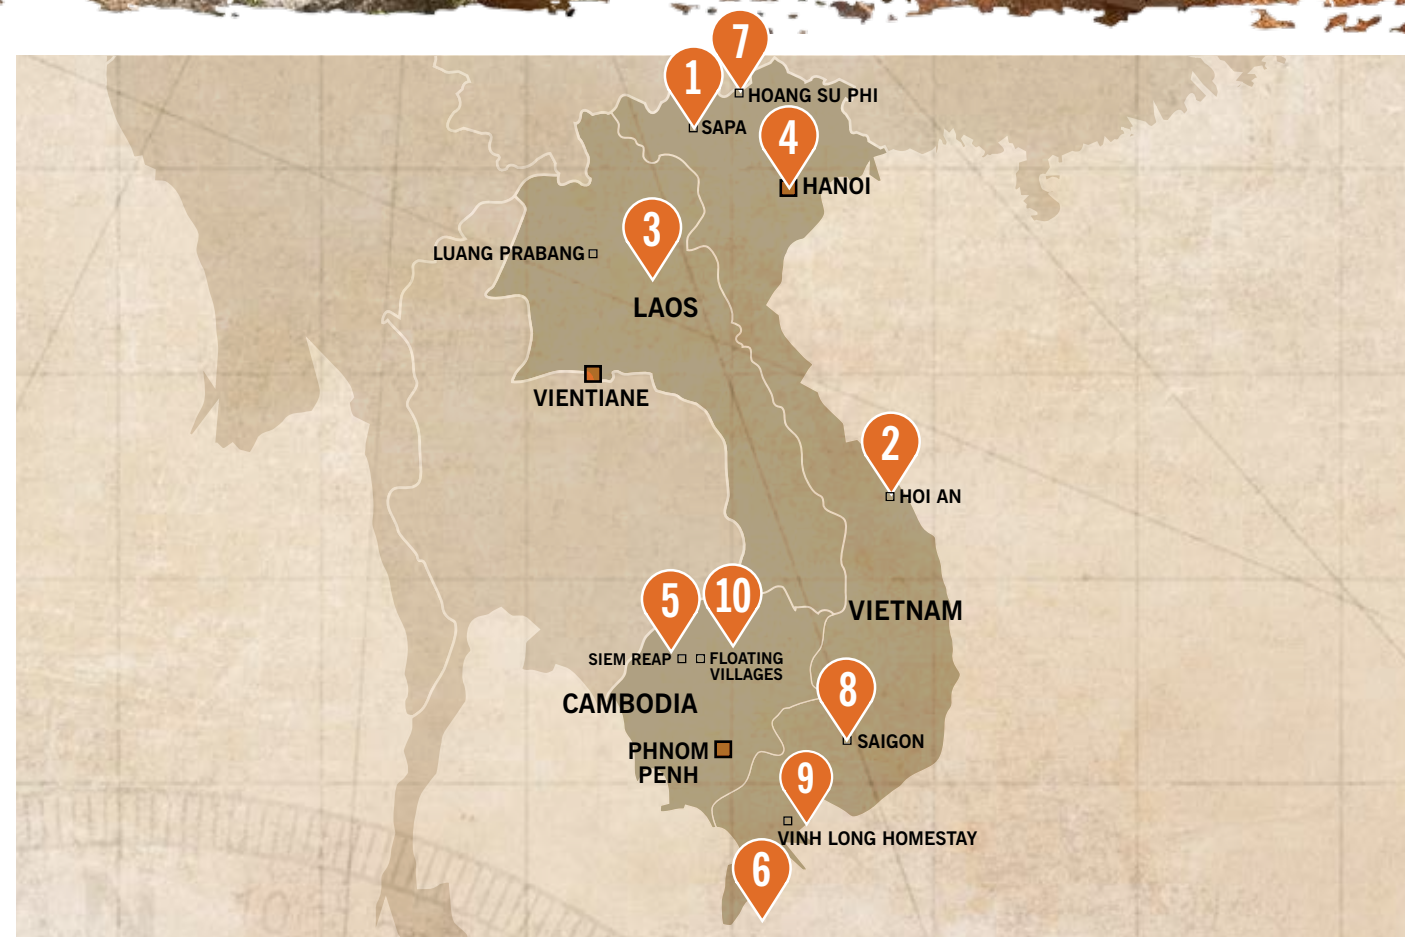 7
1
HOANG SU PHI
SAPA
4
HANOI
3
LUANG PRABANG
LAOS
VIENTIANE
2
HOI AN
5
10
VIETNAM
SIEM REAP
FLOATING
VILLAGES
8
CAMBODIA
SAIGON
PHNOM
PENH
9
VINH LONG HOMESTAY
6